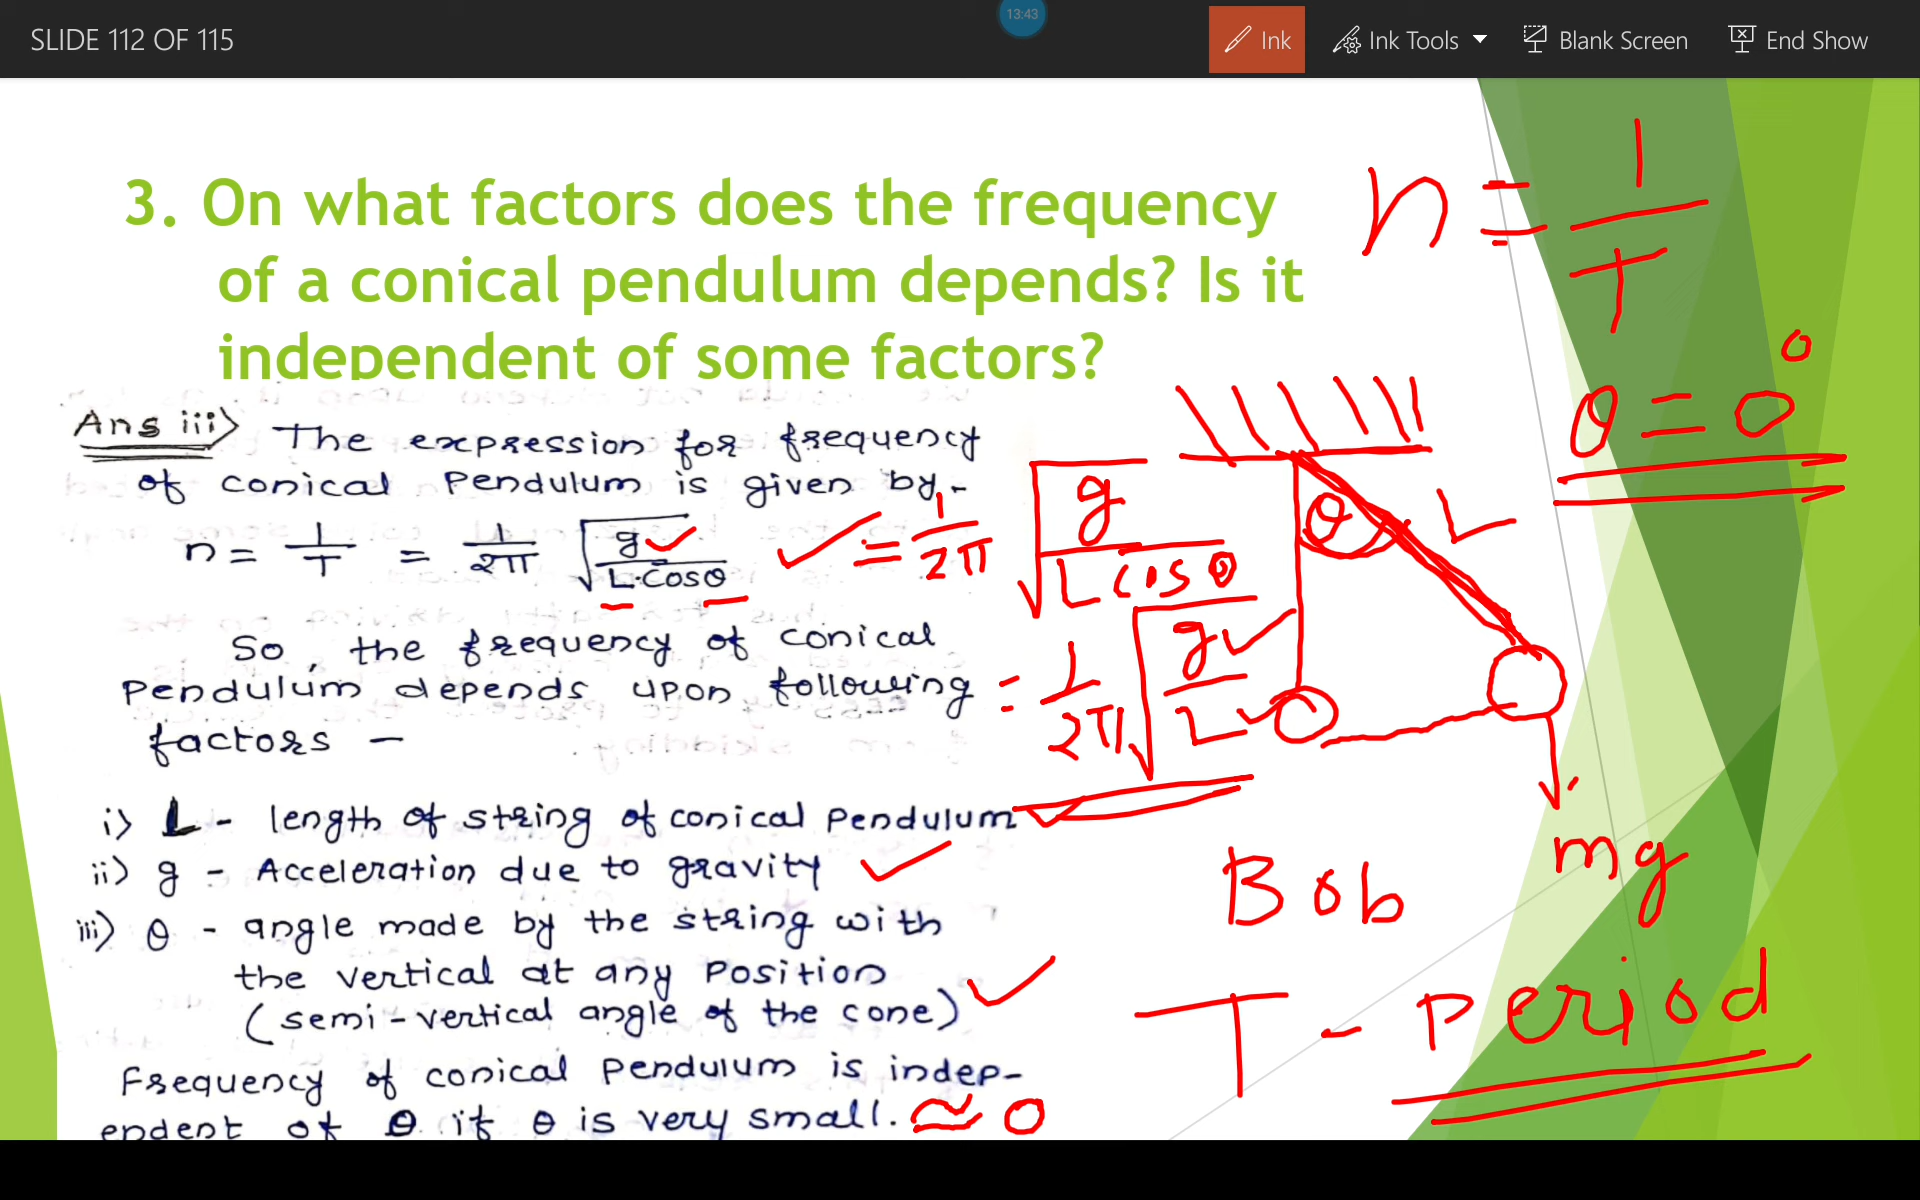 13:43
SLIDE 112 OF 115
Ink
Ink Tools
Blank Screen
End Show
3. On what factors does the frequency
of a conical pendulum depends? Is it
independent of some factors?
Ans iii) The expression for frequency
of conical Pendulum is given by -
n = 1/T = 1/2π √g/L.Cosθ
= 1/2π √g/L cos θ
So, the frequency of conical
Pendulum depends upon following
factors —
= 1/2π √g/L
i) L - length of string of conical Pendulum
ii) g - Acceleration due to gravity
iii) θ - angle made by the string with
the vertical at any Position
(semi-vertical angle of the cone)
Frequency of conical Pendulum is indep-
endent of θ if θ is very small. ≈ 0
n = 1/T
θ = 0°
θ
L
mg
Bob
T - period